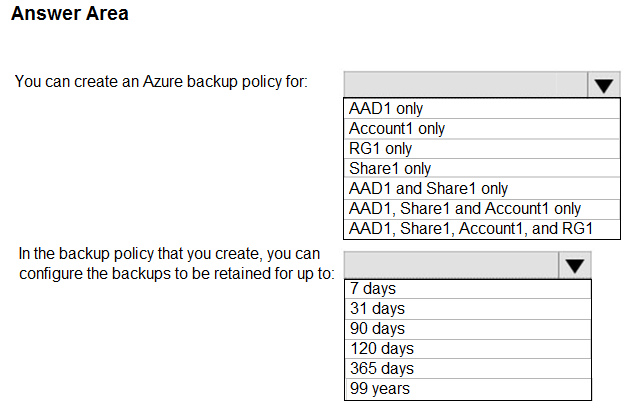 Answer Area
You can create an Azure backup policy for:
AAD1 only
Account1 only
RG1 only
Share1 only
AAD1 and Share1 only
AAD1, Share1 and Account1 only
AAD1, Share1, Account1, and RG1
In the backup policy that you create, you can
configure the backups to be retained for up to:
7 days
31 days
90 days
120 days
365 days
99 years